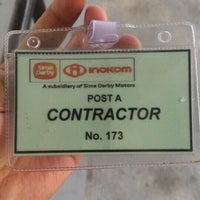 Sime Darby INOKOM
A subsidiary of Sime Darby Motors
POST A
CONTRACTOR
No. 173